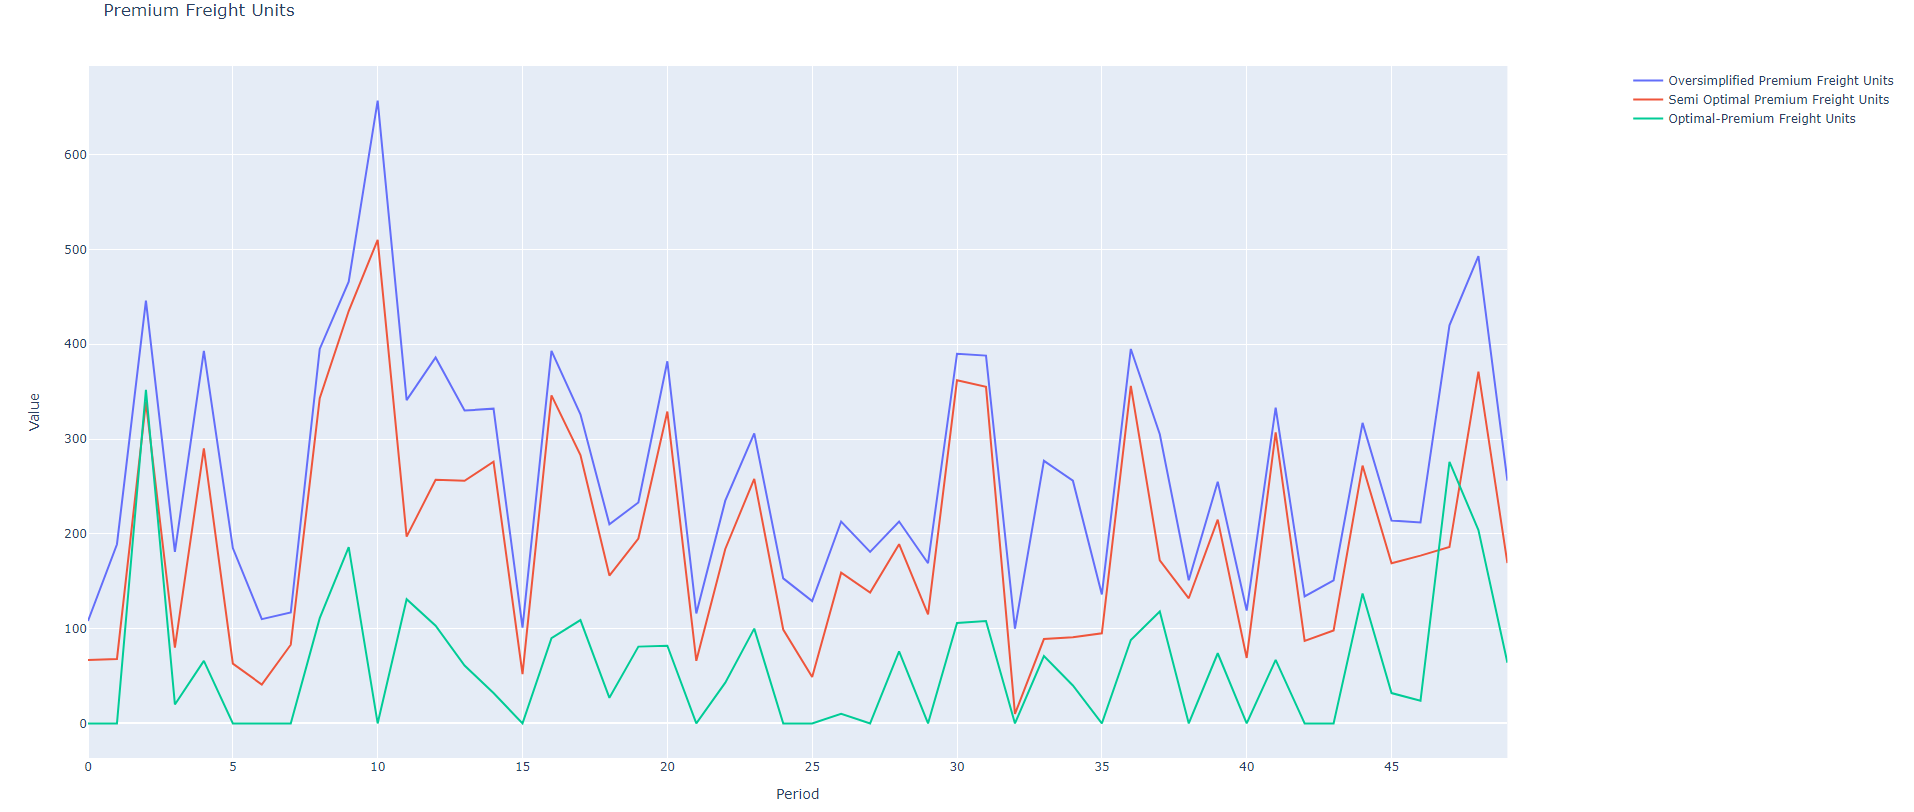 Premium Freight Units
Oversimplified Premium Freight Units
Semi Optimal Premium Freight Units
Optimal-Premium Freight Units
600
500
400
300
200
100
0
Value
0 5 10 15 20 25 30 35 40 45
Period